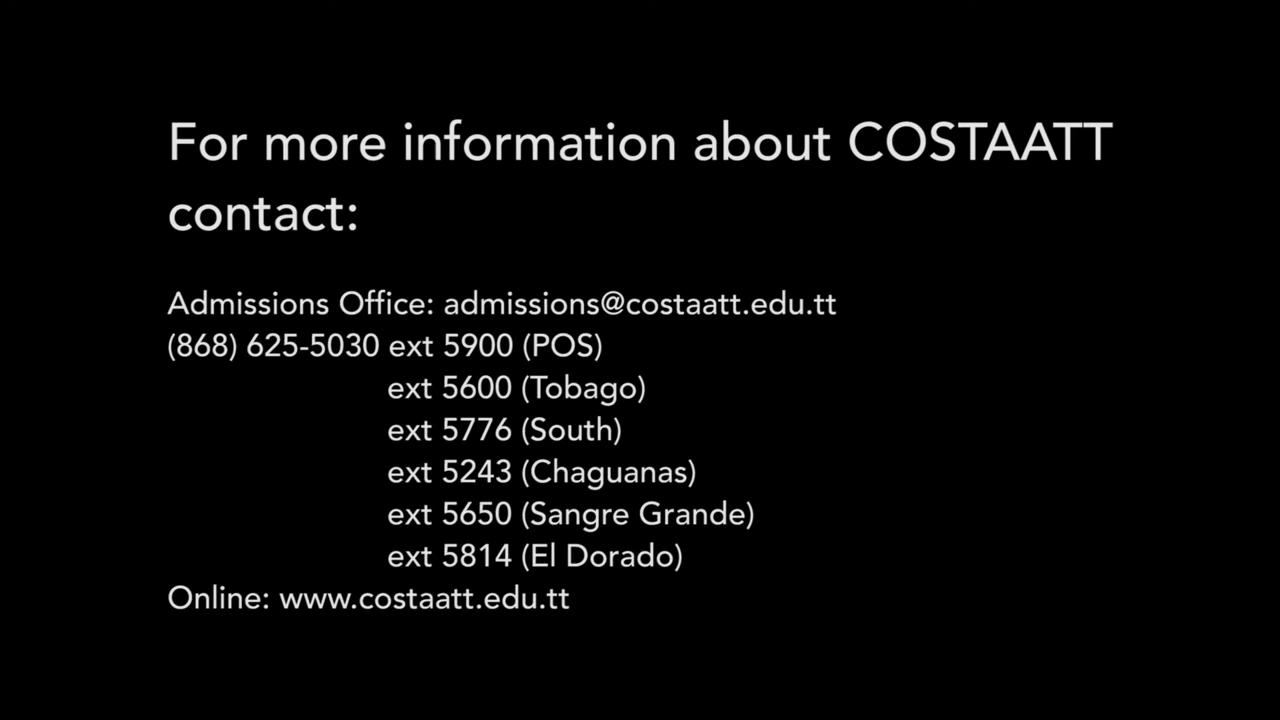 For more information about COSTAATT
contact:
Admissions Office: admissions@costaatt.edu.tt
(868) 625-5030 ext 5900 (POS)
ext 5600 (Tobago)
ext 5776 (South)
ext 5243 (Chaguanas)
ext 5650 (Sangre Grande)
ext 5814 (El Dorado)
Online: www.costaatt.edu.tt